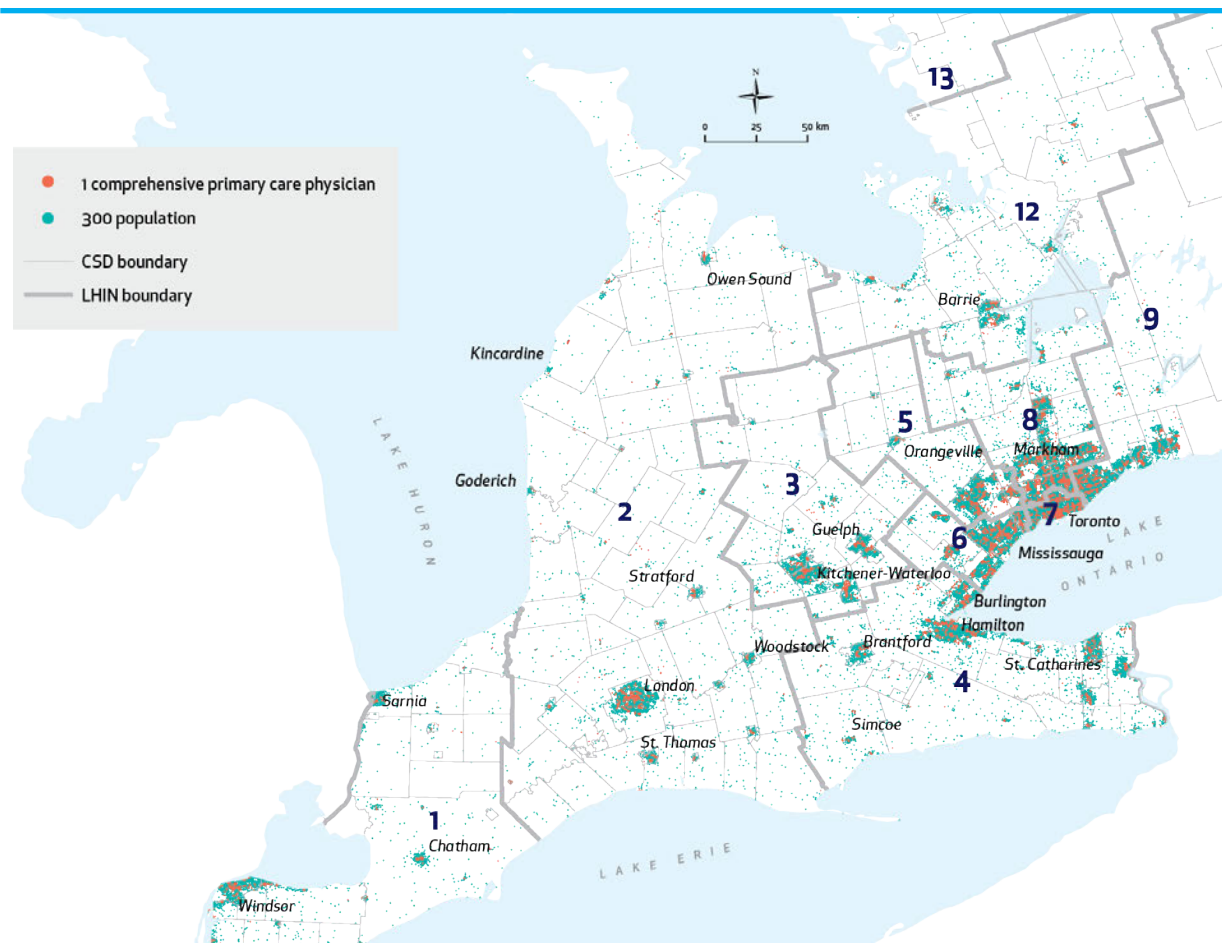 13
N
0 25 50 km
1 comprehensive primary care physician
300 population
CSD boundary
LHIN boundary
12
Owen Sound
Barrie
9
Kincardine
LAKE HURON
5
8
Orangeville
Markham
Goderich
3
2
7
Toronto
Guelph
6
LAKE ONTARIO
Mississauga
Stratford
Kitchener-Waterloo
Burlington
Hamilton
Woodstock
Brantford
St. Catharines
4
London
Sarnia
Simcoe
St. Thomas
1
Chatham
LAKE ERIE
Windsor